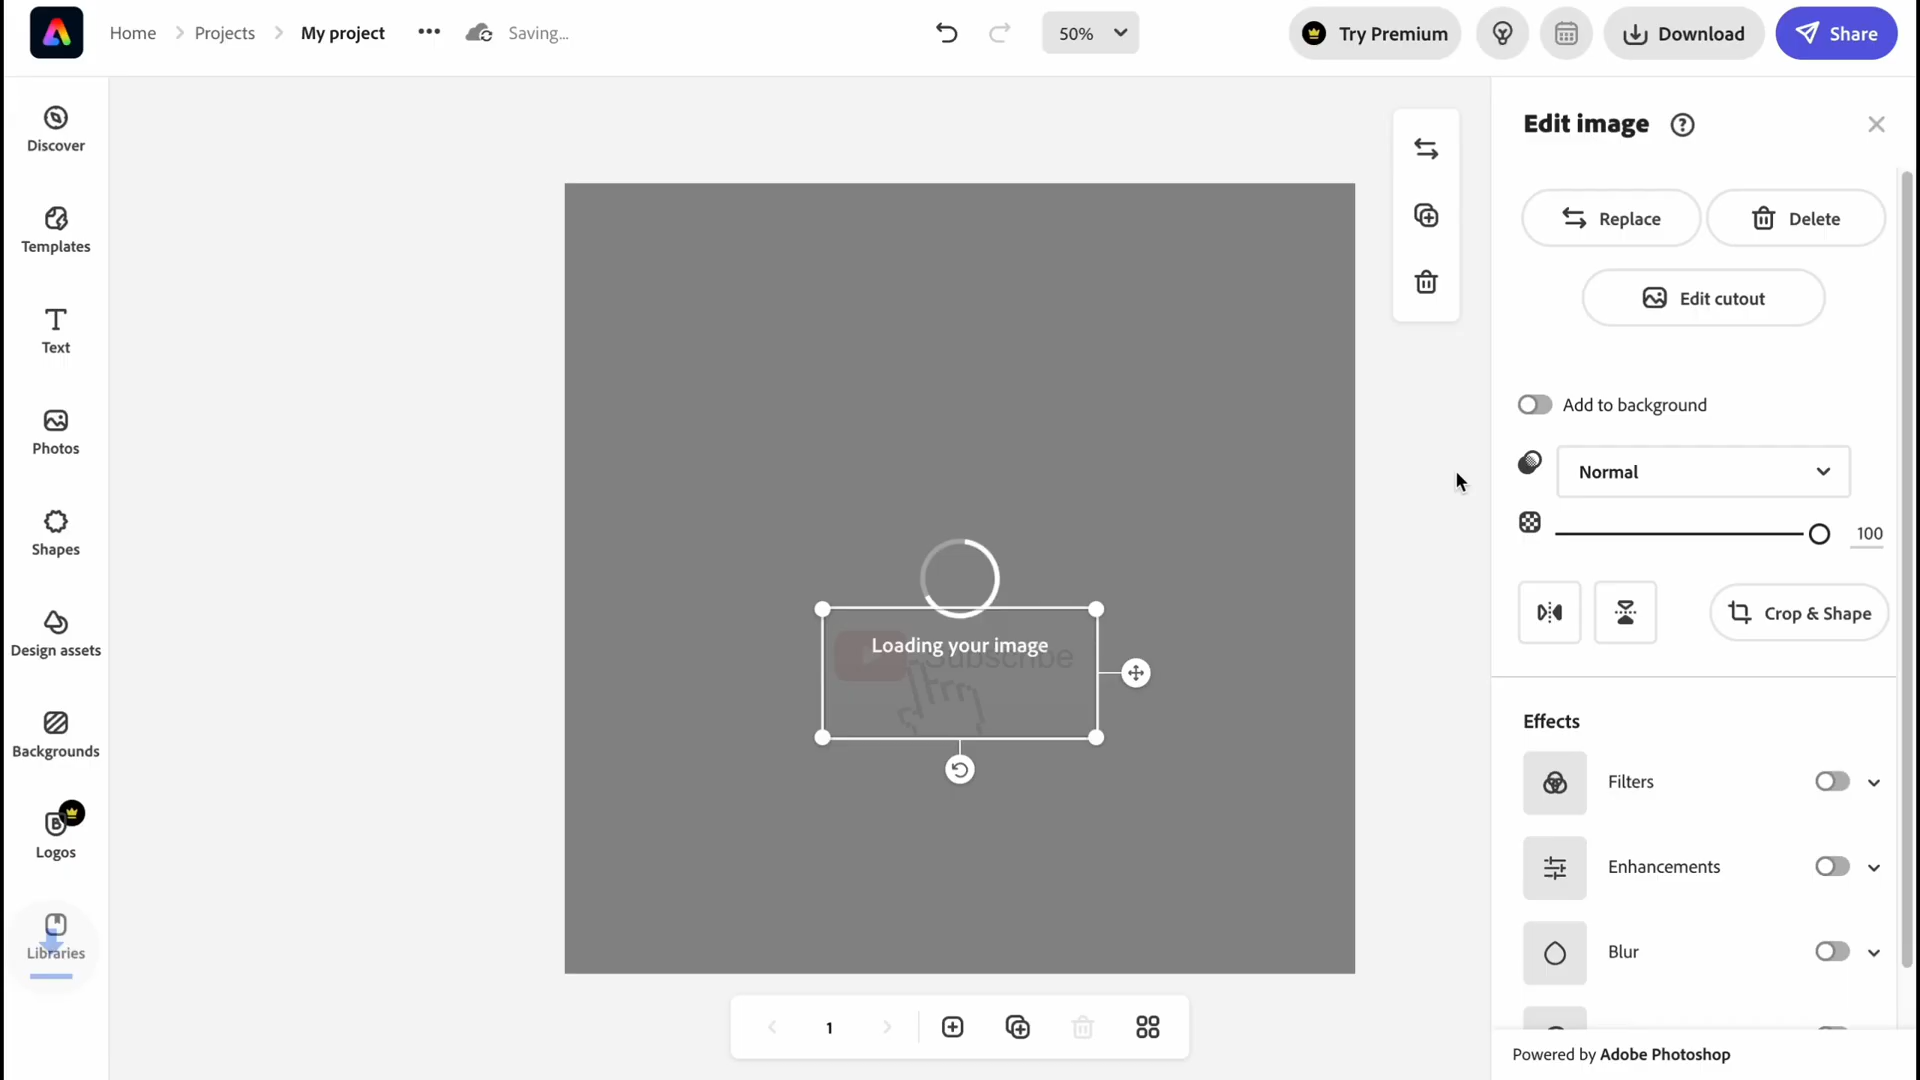 Home
Projects
My project
Saving...
50%
Try Premium
Download
Share
Discover
Templates
Text
Photos
Shapes
Design assets
Backgrounds
B
Logos
Libraries
Loading your image
Subscribe
1
Edit image
?
Replace
Delete
Edit cutout
Add to background
Normal
100
Crop & Shape
Effects
Filters
Enhancements
Blur
Powered by Adobe Photoshop